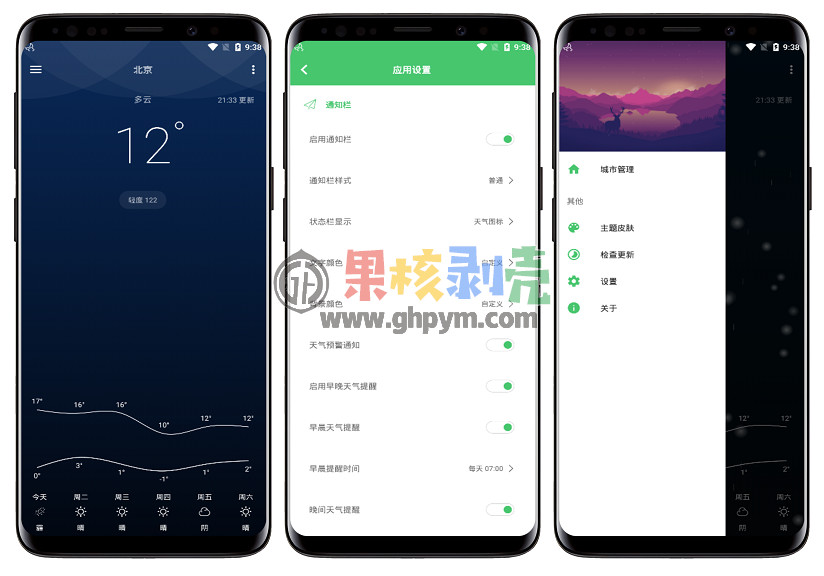 9:38
北京
多云
21:33 更新
12°
轻度 122
17° 16° 16° 10° 12° 12°
0° 3° 1° -1° 1° 2°
今天 周二 周三 周四 周五 周六
霾 晴 晴 晴 阴 晴
9:38
应用设置
通知栏
启用通知栏
通知栏样式 普通
状态栏显示 天气图标
文字颜色 自定义
背景颜色 自定义
天气预警通知
启用早晚天气提醒
早晨天气提醒
早晨提醒时间 每天 07:00
晚间天气提醒
果核剥壳
www.ghpym.com
9:38
21:33 更新
城市管理
其他
主题皮肤
检查更新
设置
关于
12° 12°
1° 2°
周五 周六
阴 晴